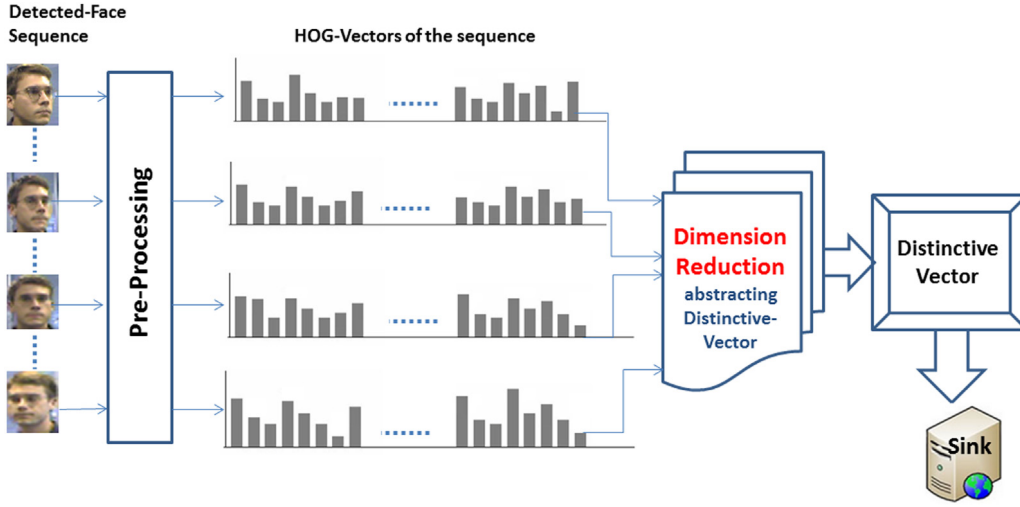 Detected-Face
Sequence
HOG-Vectors of the sequence
Pre-Processing
Dimension
Reduction
abstracting
Distinctive-
Vector
Distinctive
Vector
Sink